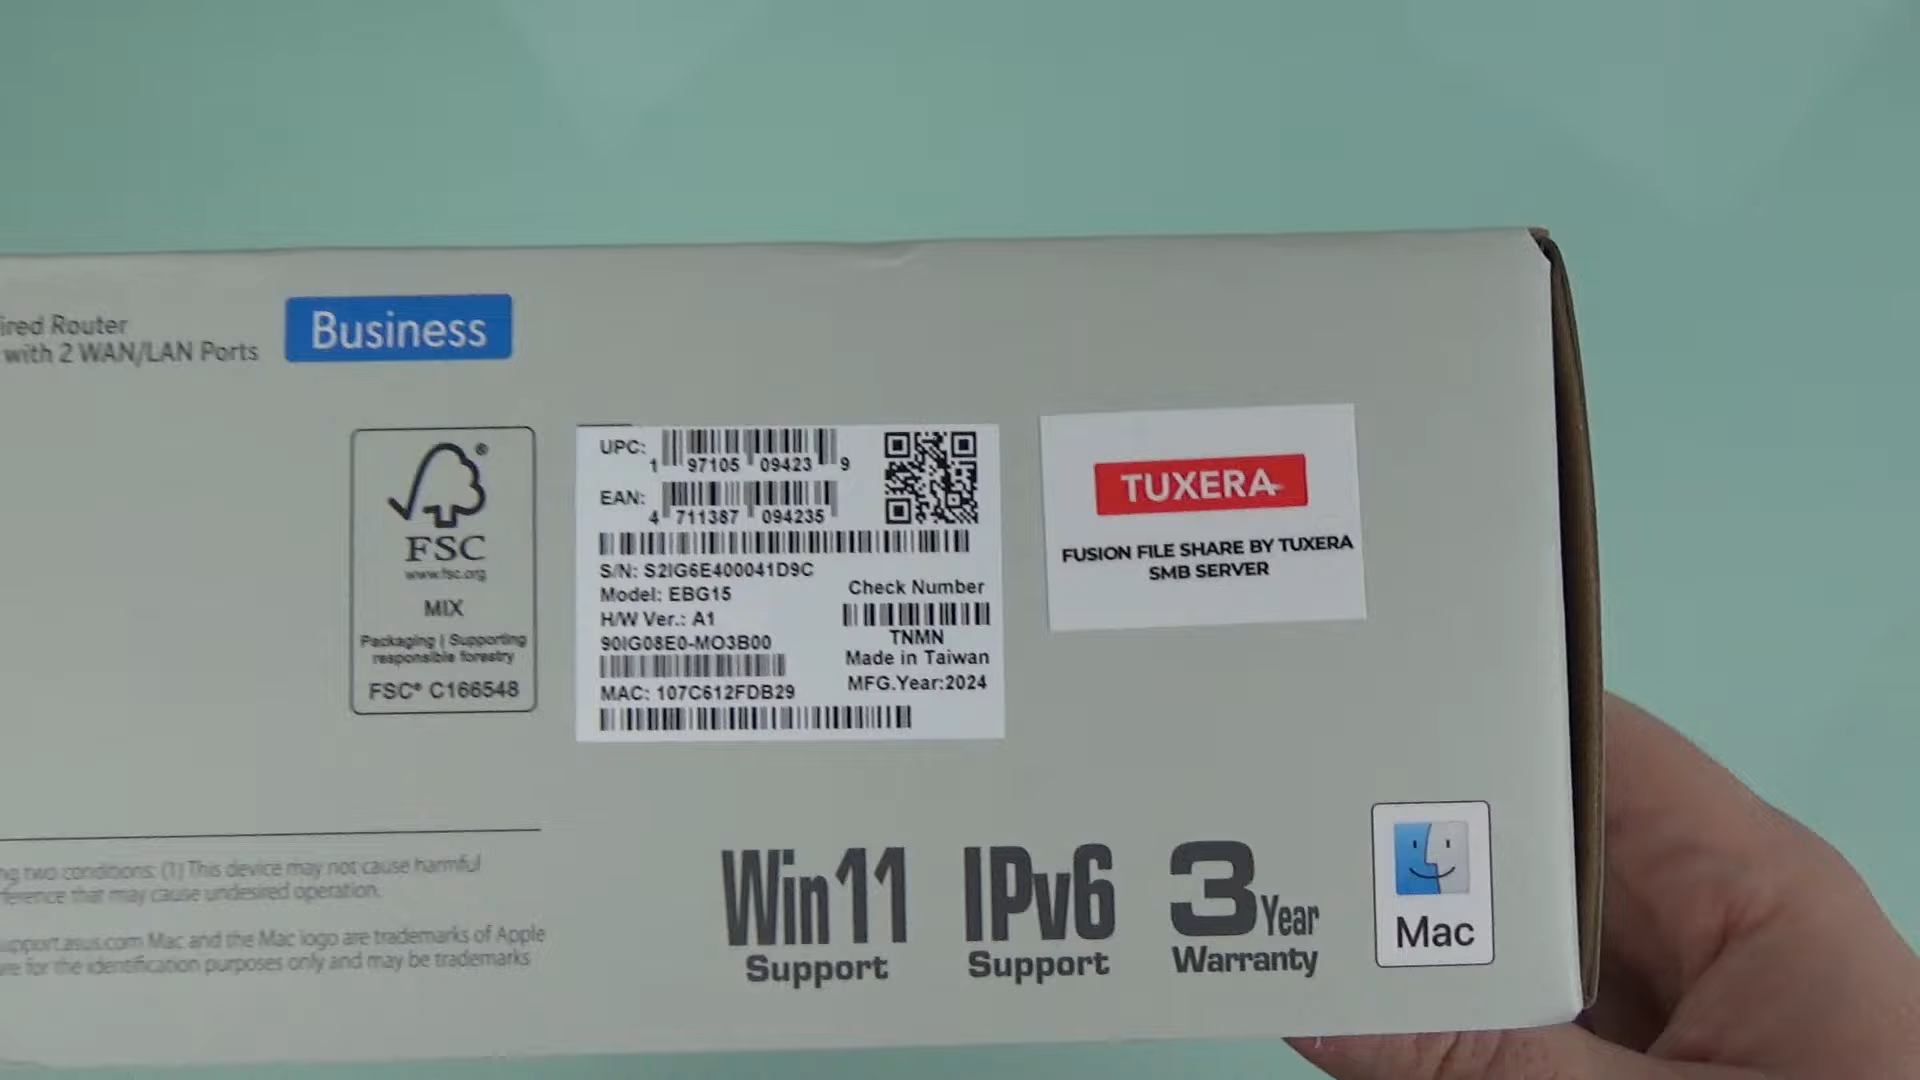 ired Router
with 2 WAN/LAN Ports
Business
FSC®
www.fsc.org
MIX
Packaging | Supporting
responsible forestry
FSC® C166548
UPC:
1 97105 09423 9
EAN:
4 711387 094235
S/N: S2IG6E400041D9C
Model: EBG15
H/W Ver.: A1
90IG08E0-MO3B00
MAC: 107C612FDB29
Check Number
TNMN
Made in Taiwan
MFG.Year:2024
TUXERA
FUSION FILE SHARE BY TUXERA
SMB SERVER
ng two conditions: (1) This device may not cause harmful
ference that may cause undesired operation.
upport.asus.com Mac and the Mac logo are trademarks of Apple
re for the identification purposes only and may be trademarks
Win11
Support
IPv6
Support
3 Year
Warranty
Mac